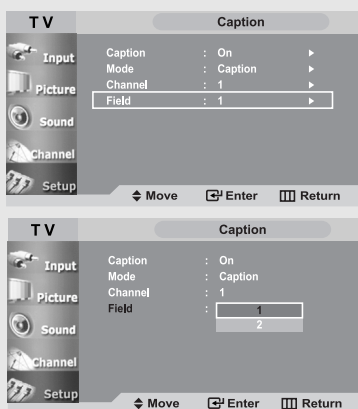 TV
Caption
Input
Picture
Sound
Channel
Setup
Caption : On ►
Mode : Caption ►
Channel : 1 ►
Field : 1 ►
Move Enter Return
TV
Caption
Input
Picture
Sound
Channel
Setup
Caption : On
Mode : Caption
Channel : 1
Field : 1
2
Move Enter Return